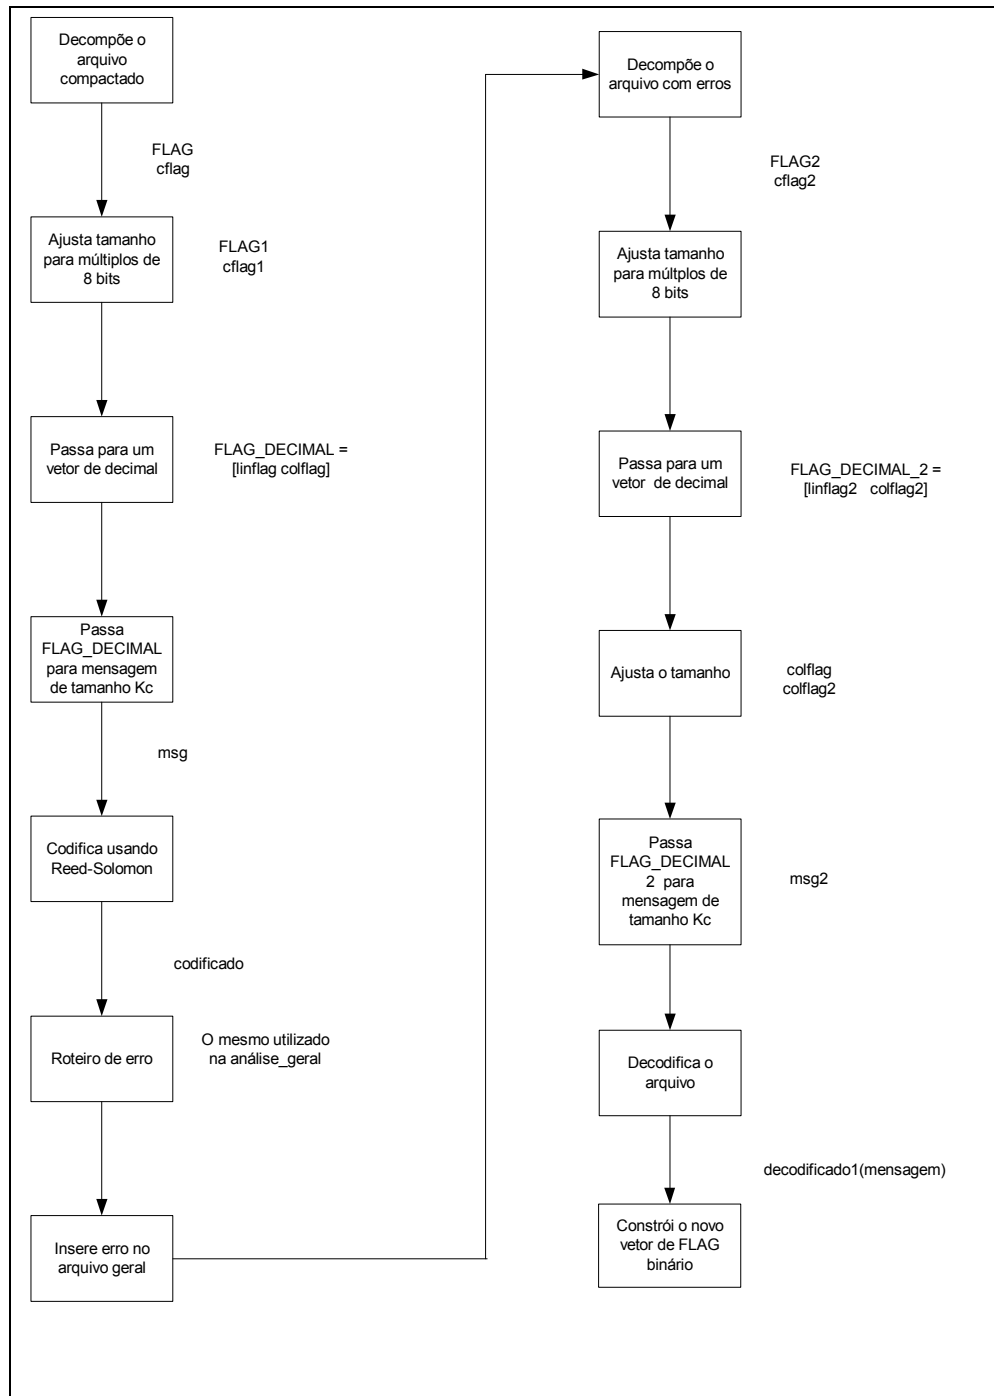 Decompõe o
arquivo
compactado
FLAG
cflag
Ajusta tamanho
para múltiplos de
8 bits
FLAG1
cflag1
Passa para um
vetor de decimal
FLAG_DECIMAL =
[linflag colflag]
Passa
FLAG_DECIMAL
para mensagem
de tamanho Kc
msg
Codifica usando
Reed-Solomon
codificado
Roteiro de erro
O mesmo utilizado
na análise_geral
Insere erro no
arquivo geral
Decompõe o
arquivo com erros
FLAG2
cflag2
Ajusta tamanho
para múltplos de
8 bits
Passa para um
vetor de decimal
FLAG_DECIMAL_2 =
[linflag2 colflag2]
Ajusta o tamanho
colflag
colflag2
Passa
FLAG_DECIMAL
2 para
mensagem de
tamanho Kc
msg2
Decodifica o
arquivo
decodificado1(mensagem)
Constrói o novo
vetor de FLAG
binário